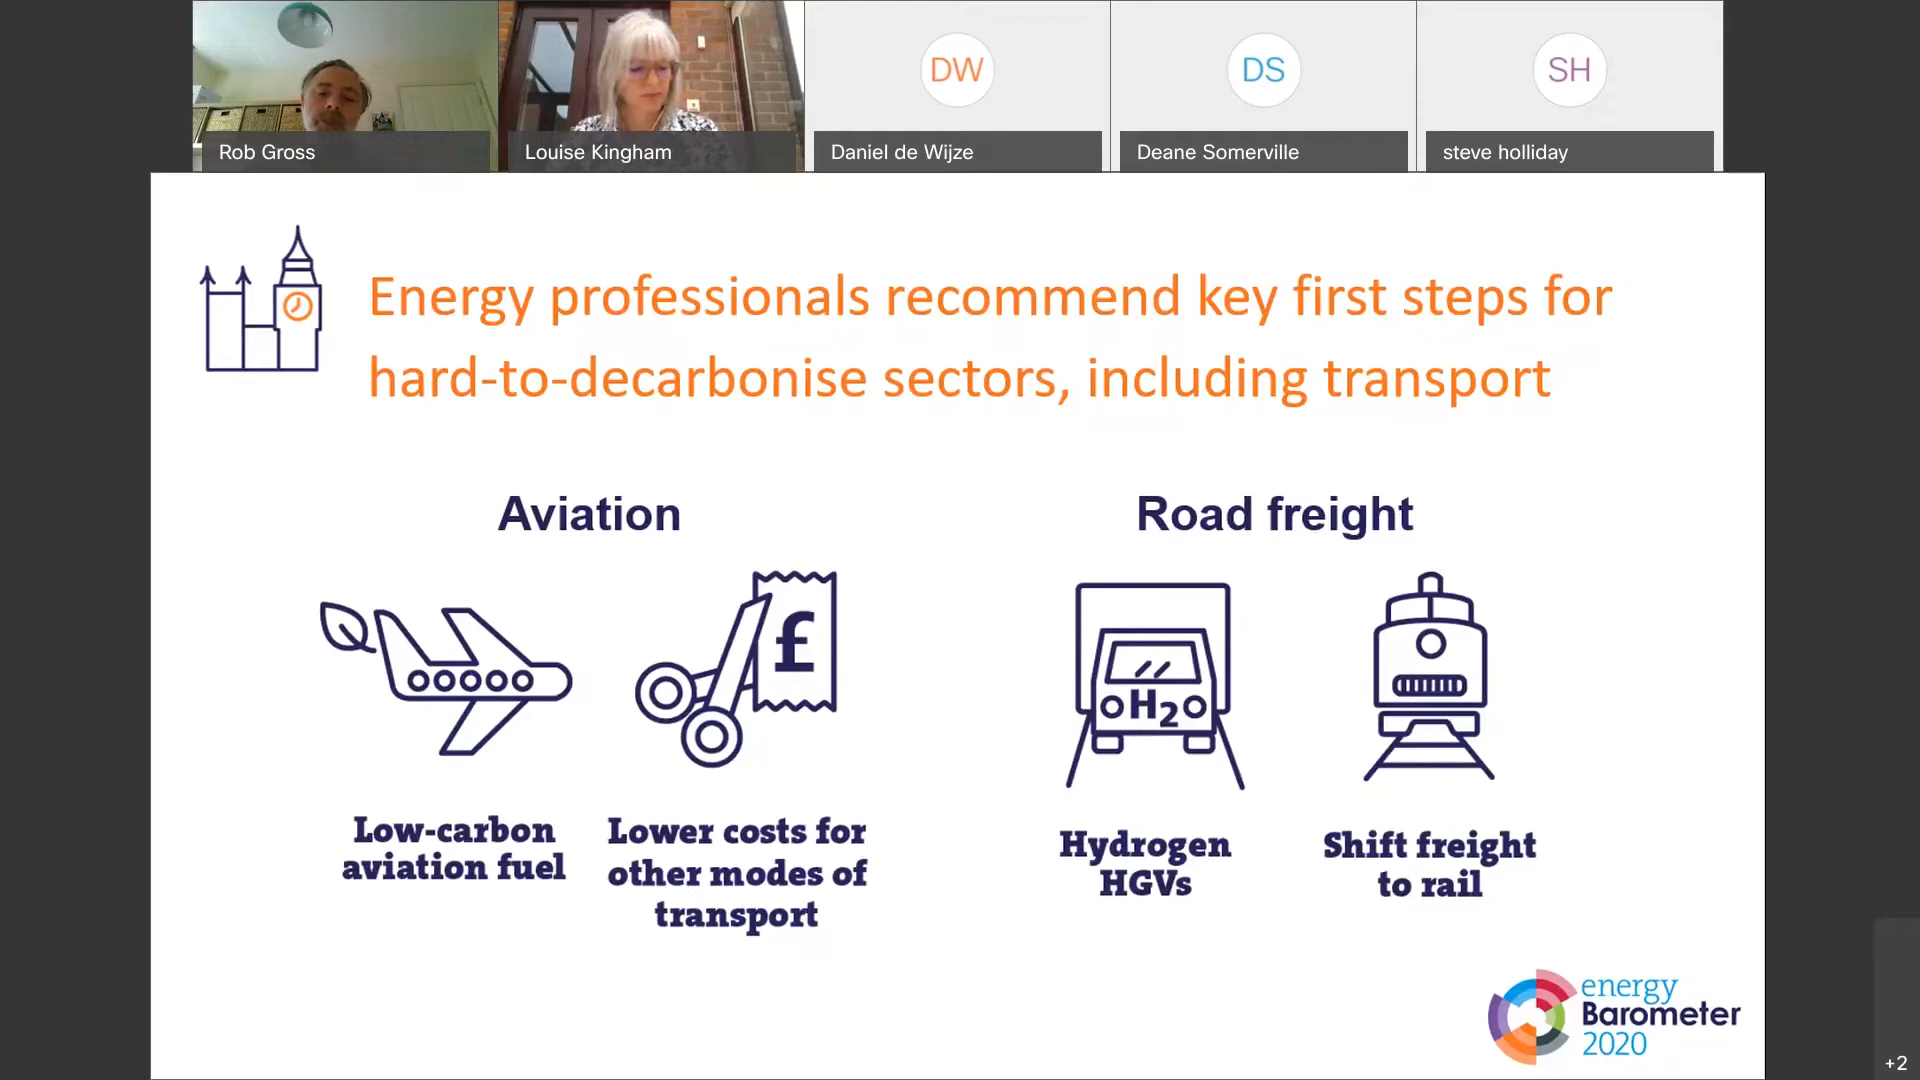 DW
DS
SH
Rob Gross
Louise Kingham
Daniel de Wijze
Deane Somerville
steve holliday
Energy professionals recommend key first steps for
hard-to-decarbonise sectors, including transport
Aviation
Road freight
£
H2
Low-carbon
aviation fuel
Lower costs for
other modes of
transport
Hydrogen
HGVs
Shift freight
to rail
energy
Barometer
2020
+2